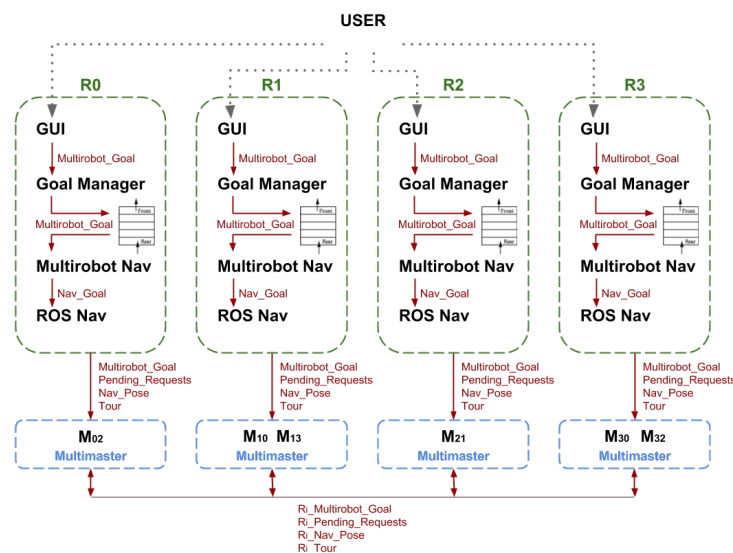 USER
R0 R1 R2 R3
GUI GUI GUI GUI
Multirobot_Goal Multirobot_Goal Multirobot_Goal Multirobot_Goal
Goal Manager Goal Manager Goal Manager Goal Manager
Front Front Front Front
Multirobot_Goal Multirobot_Goal Multirobot_Goal Multirobot_Goal
Rear Rear Rear Rear
Multirobot Nav Multirobot Nav Multirobot Nav Multirobot Nav
Nav_Goal Nav_Goal Nav_Goal Nav_Goal
ROS Nav ROS Nav ROS Nav ROS Nav
Multirobot_Goal Multirobot_Goal Multirobot_Goal Multirobot_Goal
Pending_Requests Pending_Requests Pending_Requests Pending_Requests
Nav_Pose Nav_Pose Nav_Pose Nav_Pose
Tour Tour Tour Tour
M02 M10 M13 M21 M30 M32
Multimaster Multimaster Multimaster Multimaster
Ri_Multirobot_Goal
Ri_Pending_Requests
Ri_Nav_Pose
Ri_Tour